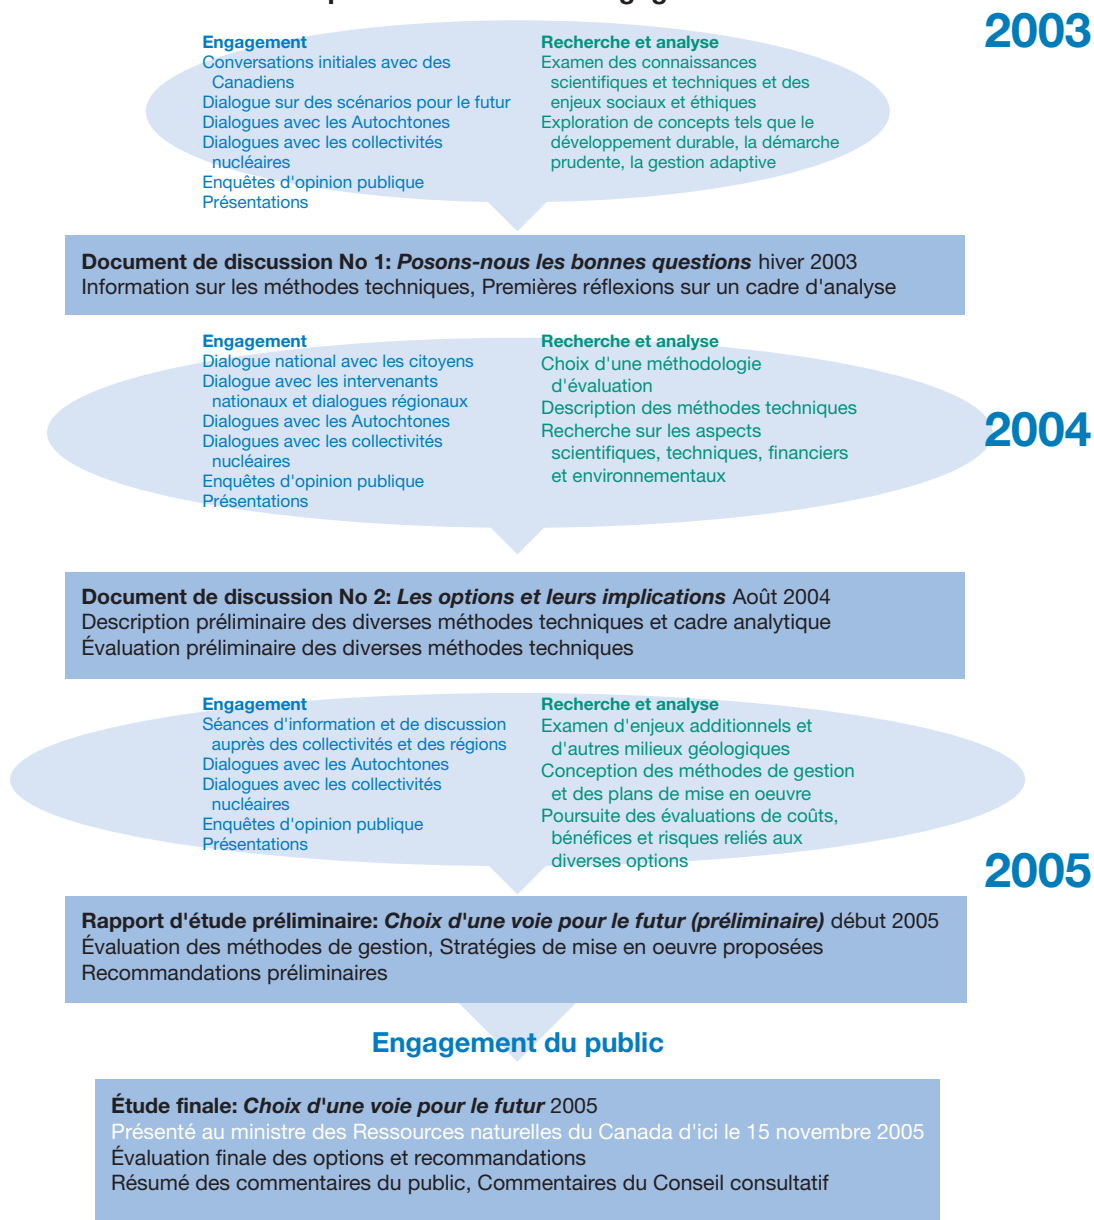 2003
Engagement
Conversations initiales avec des
Canadiens
Dialogue sur des scénarios pour le futur
Dialogues avec les Autochtones
Dialogues avec les collectivités
nucléaires
Enquêtes d'opinion publique
Présentations
Recherche et analyse
Examen des connaissances
scientifiques et techniques et des
enjeux sociaux et éthiques
Exploration de concepts tels que le
développement durable, la démarche
prudente, la gestion adaptive
Document de discussion No 1: Posons-nous les bonnes questions hiver 2003
Information sur les méthodes techniques, Premières réflexions sur un cadre d'analyse
Engagement
Dialogue national avec les citoyens
Dialogue avec les intervenants
nationaux et dialogues régionaux
Dialogues avec les Autochtones
Dialogues avec les collectivités
nucléaires
Enquêtes d'opinion publique
Présentations
Recherche et analyse
Choix d'une méthodologie
d'évaluation
Description des méthodes techniques
Recherche sur les aspects
scientifiques, techniques, financiers
et environnementaux
2004
Document de discussion No 2: Les options et leurs implications Août 2004
Description préliminaire des diverses méthodes techniques et cadre analytique
Évaluation préliminaire des diverses méthodes techniques
Engagement
Séances d'information et de discussion
auprès des collectivités et des régions
Dialogues avec les Autochtones
Dialogues avec les collectivités
nucléaires
Enquêtes d'opinion publique
Présentations
Recherche et analyse
Examen d'enjeux additionnels et
d'autres milieux géologiques
Conception des méthodes de gestion
et des plans de mise en oeuvre
Poursuite des évaluations de coûts,
bénéfices et risques reliés aux
diverses options
2005
Rapport d'étude préliminaire: Choix d'une voie pour le futur (préliminaire) début 2005
Évaluation des méthodes de gestion, Stratégies de mise en oeuvre proposées
Recommandations préliminaires
Engagement du public
Étude finale: Choix d'une voie pour le futur 2005
Présenté au ministre des Ressources naturelles du Canada d'ici le 15 novembre 2005
Évaluation finale des options et recommandations
Résumé des commentaires du public, Commentaires du Conseil consultatif